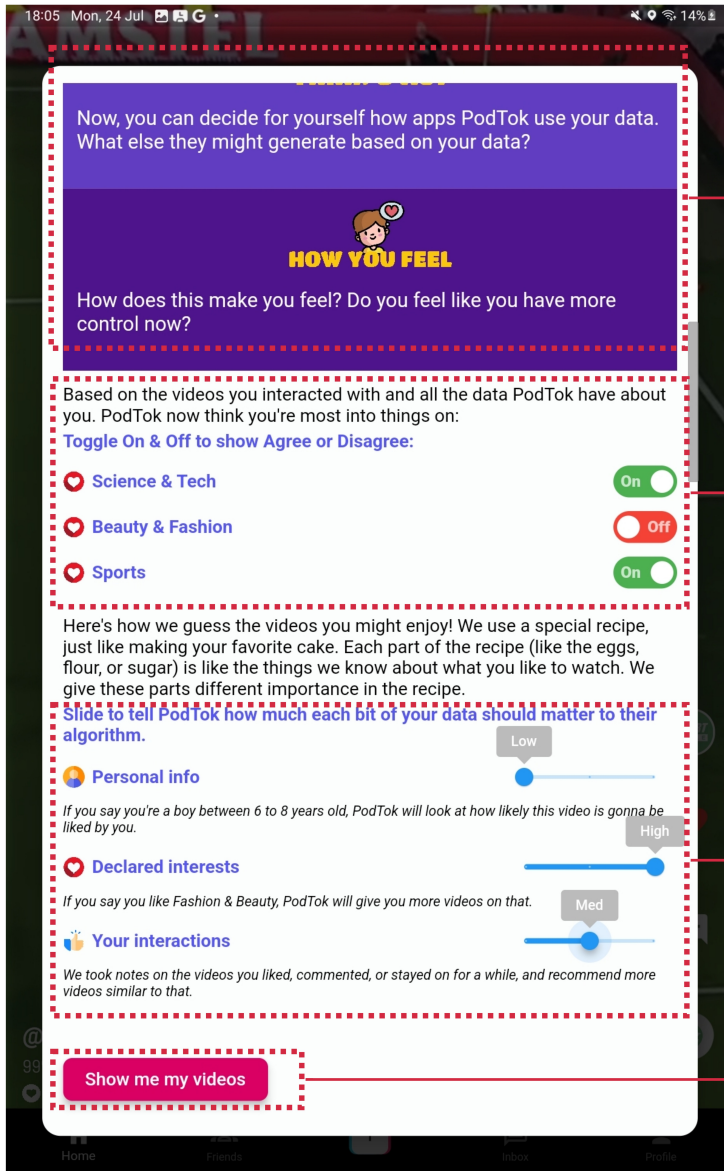 18:05 Mon, 24 Jul G 14%
AMSTEL
Now, you can decide for yourself how apps PodTok use your data.
What else they might generate based on your data?
HOW YOU FEEL
How does this make you feel? Do you feel like you have more
control now?
Based on the videos you interacted with and all the data PodTok have about
you. PodTok now think you're most into things on:
Toggle On & Off to show Agree or Disagree:
Science & Tech On
Beauty & Fashion Off
Sports On
Here's how we guess the videos you might enjoy! We use a special recipe,
just like making your favorite cake. Each part of the recipe (like the eggs,
flour, or sugar) is like the things we know about what you like to watch. We
give these parts different importance in the recipe.
Slide to tell PodTok how much each bit of your data should matter to their
algorithm.
Low
Personal info
If you say you're a boy between 6 to 8 years old, PodTok will look at how likely this video is gonna be
liked by you.
High
Declared interests
If you say you like Fashion & Beauty, PodTok will give you more videos on that.
Med
Your interactions
We took notes on the videos you liked, commented, or stayed on for a while, and recommend more
videos similar to that.
@
99
Show me my videos
Home Friends Inbox Profile